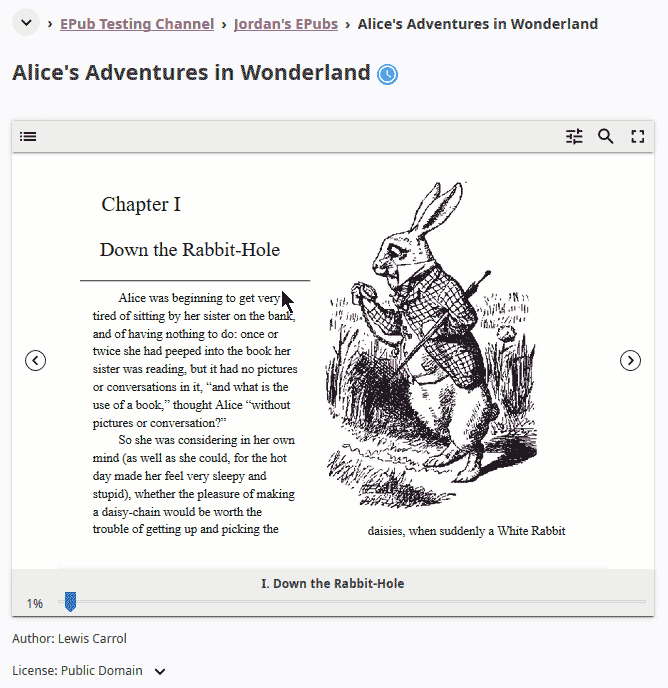 › EPub Testing Channel › Jordan's EPubs › Alice's Adventures in Wonderland
Alice's Adventures in Wonderland
Chapter I
Down the Rabbit-Hole
Alice was beginning to get very
tired of sitting by her sister on the bank,
and of having nothing to do: once or
twice she had peeped into the book her
sister was reading, but it had no pictures
or conversations in it, “and what is the
use of a book,” thought Alice “without
pictures or conversation?”
So she was considering in her own
mind (as well as she could, for the hot
day made her feel very sleepy and
stupid), whether the pleasure of making
a daisy-chain would be worth the
trouble of getting up and picking the
daisies, when suddenly a White Rabbit
I. Down the Rabbit-Hole
1%
Author: Lewis Carrol
License: Public Domain